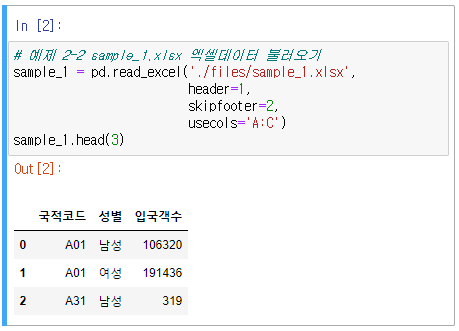 In [2]:
# 예제 2-2 sample_1.xlsx 엑셀데이터 불러오기
sample_1 = pd.read_excel('./files/sample_1.xlsx',
header=1,
skipfooter=2,
usecols='A:C')
sample_1.head(3)
Out[2]:
국적코드 성별 입국객수
0 A01 남성 106320
1 A01 여성 191436
2 A31 남성 319